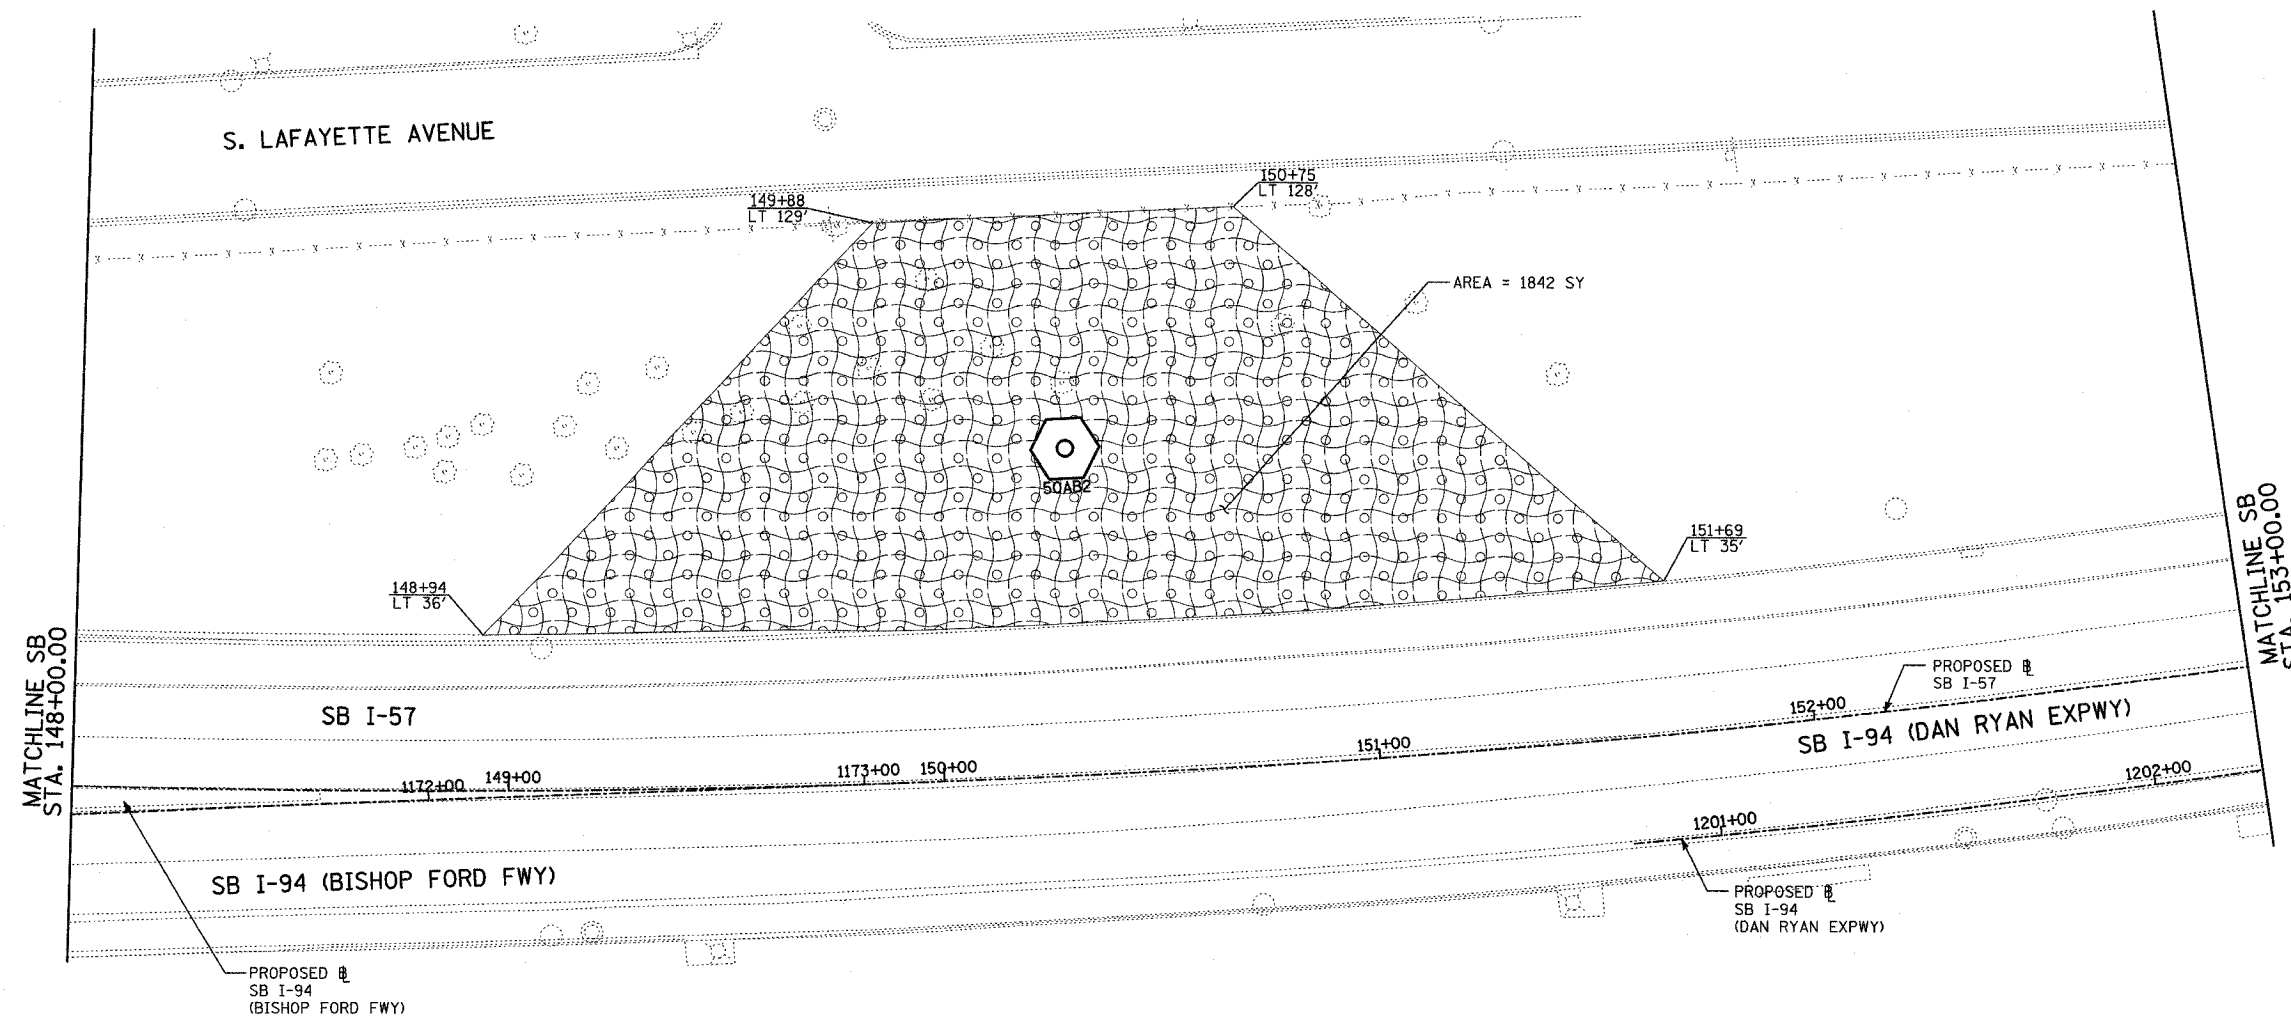 S. LAFAYETTE AVENUE
149+88
LT 129'
150+75
LT 128'
AREA = 1842 SY
50AB2
148+94
LT 36'
151+69
LT 35'
MATCHLINE SB
STA. 148+00.00
MATCHLINE SB
STA. 153+00.00
SB I-57
PROPOSED
SB I-57
152+00
SB I-94 (DAN RYAN EXPWY)
151+00
1172+00
149+00
1173+00
150+00
1202+00
1201+00
SB I-94 (BISHOP FORD FWY)
PROPOSED
SB I-94
(DAN RYAN EXPWY)
PROPOSED
SB I-94
(BISHOP FORD FWY)